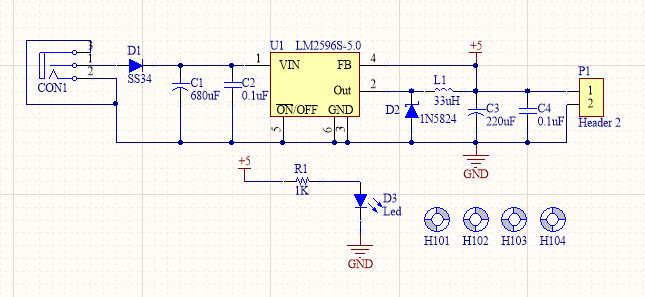 U1 LM2596S-5.0
+5
3
D1
1
VIN
FB
4
P1
1
2
SS34
CON1
C1
680uF
C2
0.1uF
Out
2
L1
33uH
1
2
D2
1N5824
C3
220uF
C4
0.1uF
Header 2
ON/OFF
GND
5
6
3
GND
+5
R1
1K
D3
Led
GND
H101 H102 H103 H104